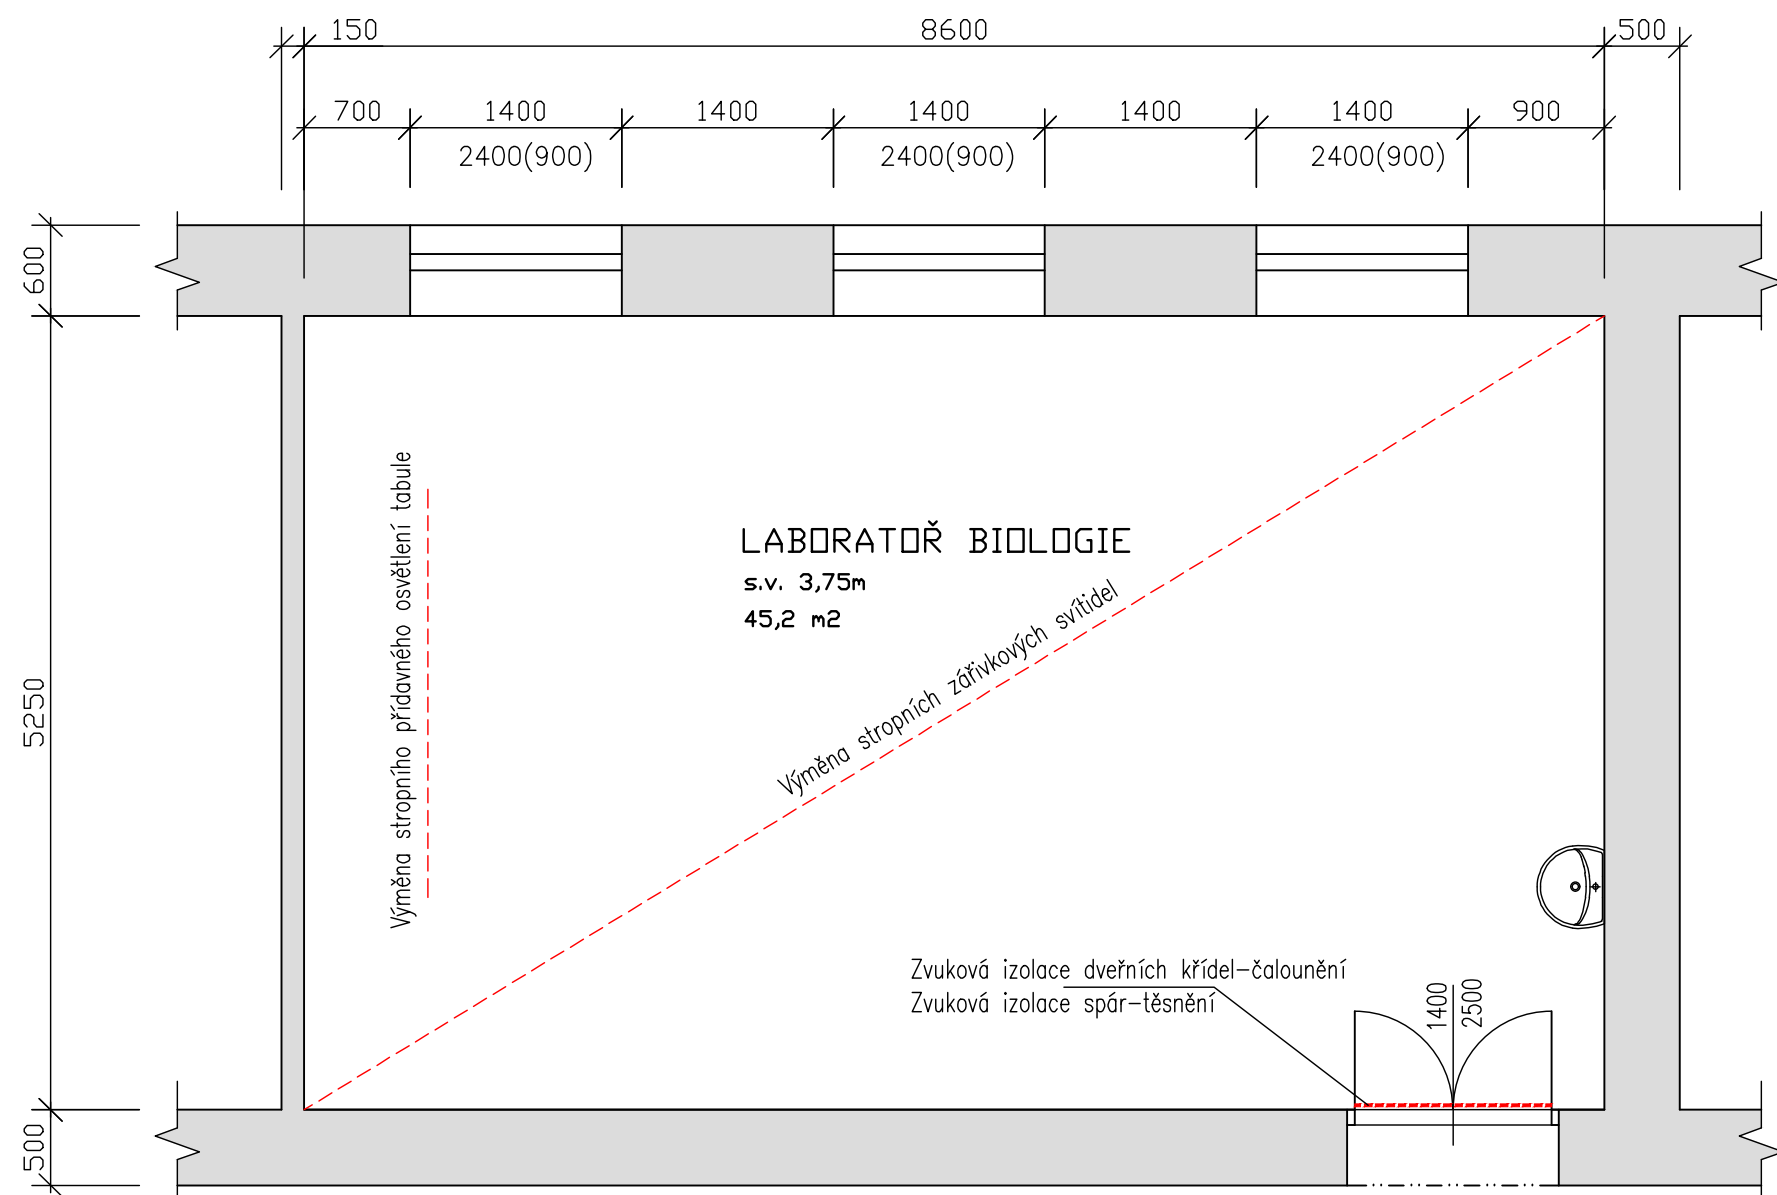 150 8600 500
700 1400 1400 1400 1400 1400 900
2400(900) 2400(900) 2400(900)
600
5250
500
Výměna stropního přídavného osvětlení tabule
LABORATOŘ BIOLOGIE
s.v. 3,75m
45,2 m2
Výměna stropních zářivkových svítidel
Zvuková izolace dveřních křídel-čalounění
Zvuková izolace spár-těsnění
1400
2500